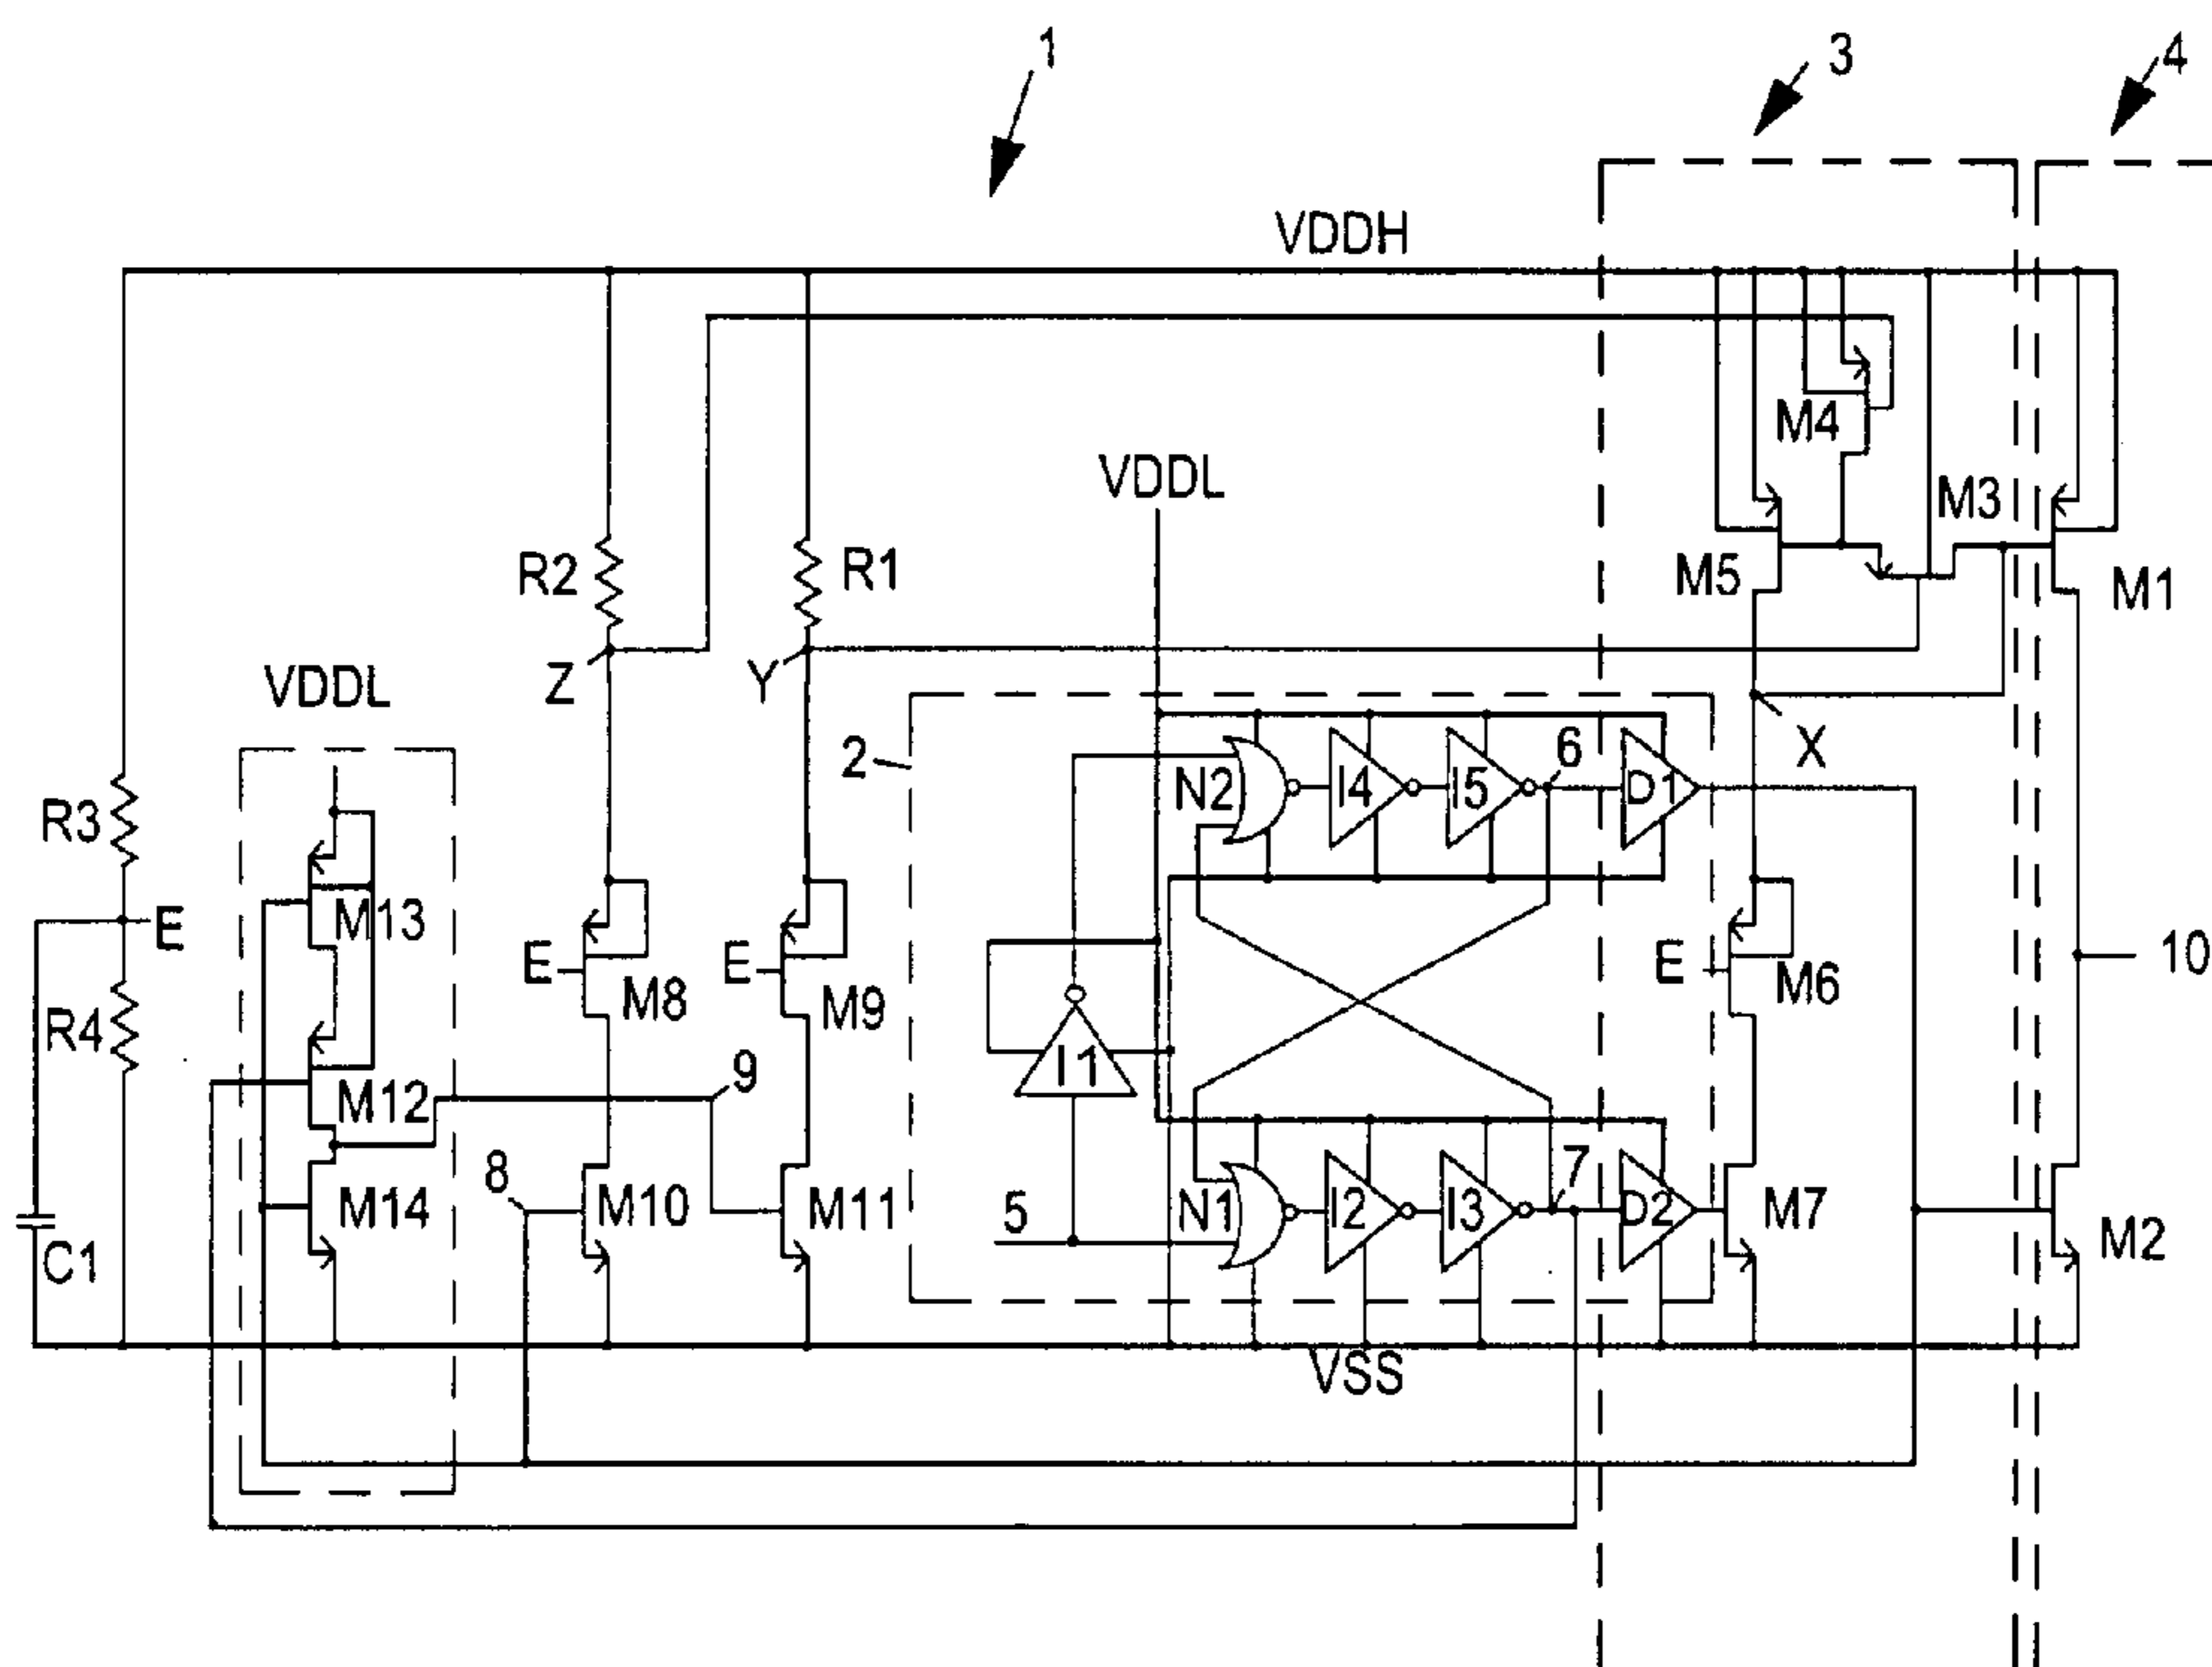 1
3
4
VDDH
M4
VDDL
M3
R2
R1
M5
M1
Z
Y
VDDL
X
2
6
N2
I4
I5
D1
R3
E
M13
E
M8
E
M9
E
M6
10
R4
I1
M12
9
8
M14
M10
M11
5
N1
I2
I3
7
D2
M7
M2
C1
VSS